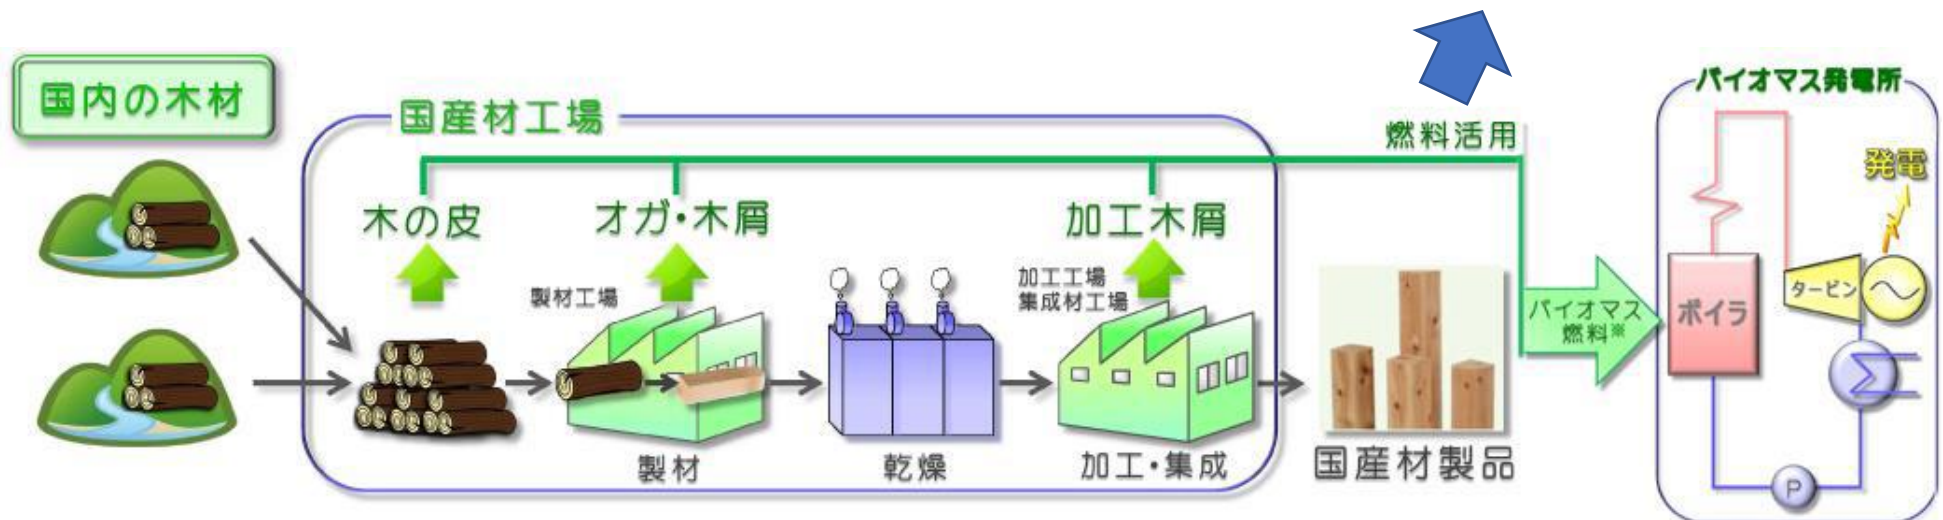 国内の木材
国産材工場
木の皮
オガ・木屑
加工木屑
燃料活用
製材工場
加工工場
集成材工場
製材
乾燥
加工・集成
国産材製品
バイオマス
燃料※
バイオマス発電所
発電
ボイラ
タービン
P